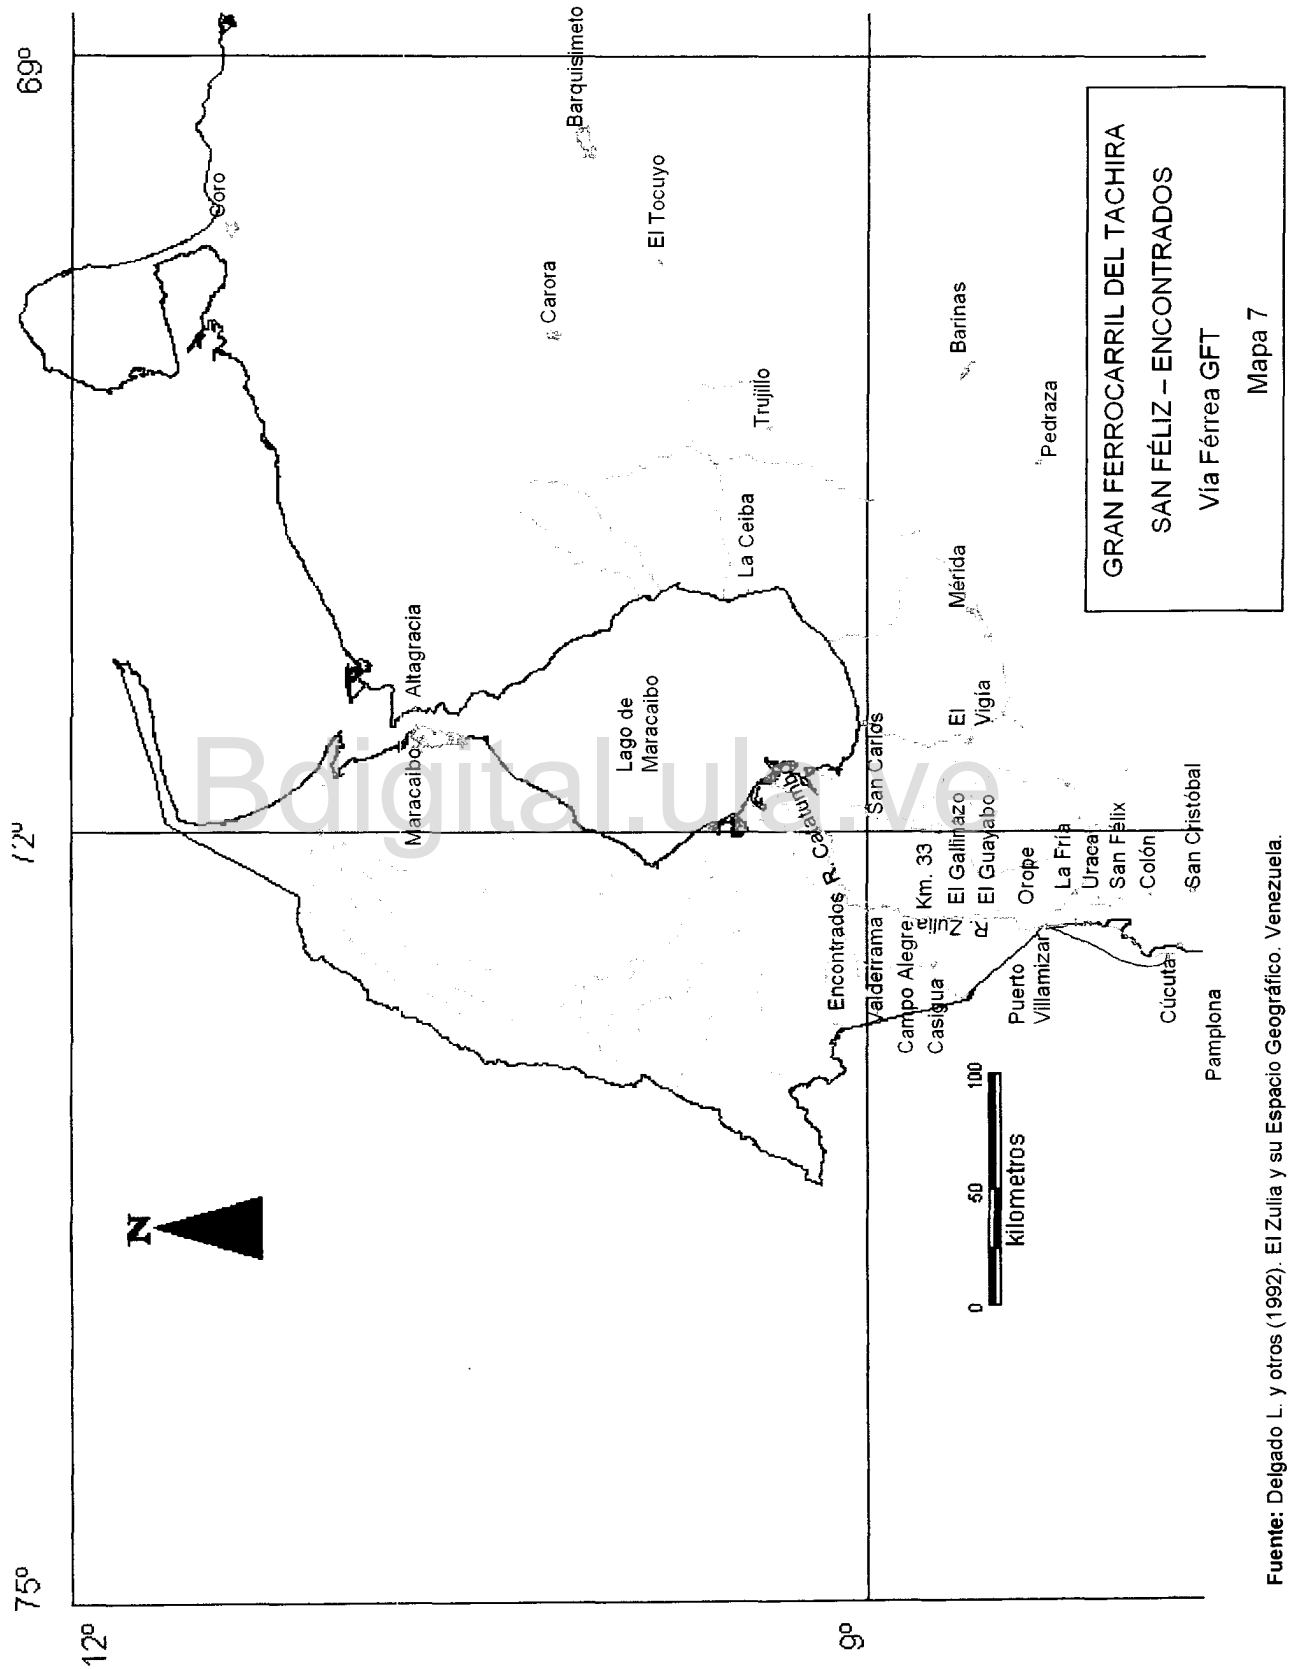 75º
72º
69º
12º
9º
N
Coro
Altagracia
Maracaibo
Barquisimeto
Carora
El Tocuyo
Lago de
Maracaibo
La Ceiba
Trujillo
Encontrados
R. Catatumbo
San Carlos
Valderrama
Campo Alegre
Casigua
Km. 33
R. Zulia
El Gallinazo
El Guayabo
El
Vigía
Mérida
Barinas
Pedraza
Orope
La Fría
Uraca
San Félix
Colón
San Cristóbal
Puerto
Villamizar
Cúcuta
Pamplona
0 50 100
kilometros
GRAN FERROCARRIL DEL TACHIRA
SAN FÉLIZ – ENCONTRADOS
Vía Férrea GFT
Mapa 7
Fuente: Delgado L. y otros (1992). El Zulia y su Espacio Geográfico. Venezuela.
Bdigital.ula.ve